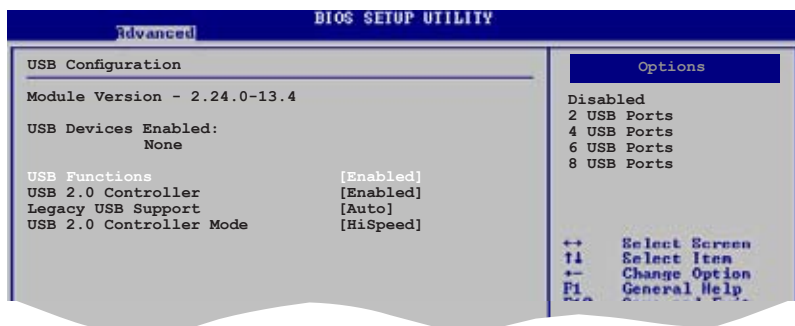 BIOS SETUP UTILITY
Advanced
USB Configuration
Module Version - 2.24.0-13.4
USB Devices Enabled:
None
USB Functions [Enabled]
USB 2.0 Controller [Enabled]
Legacy USB Support [Auto]
USB 2.0 Controller Mode [HiSpeed]
Options
Disabled
2 USB Ports
4 USB Ports
6 USB Ports
8 USB Ports
↔ Select Screen
↑↓ Select Item
+- Change Option
F1 General Help